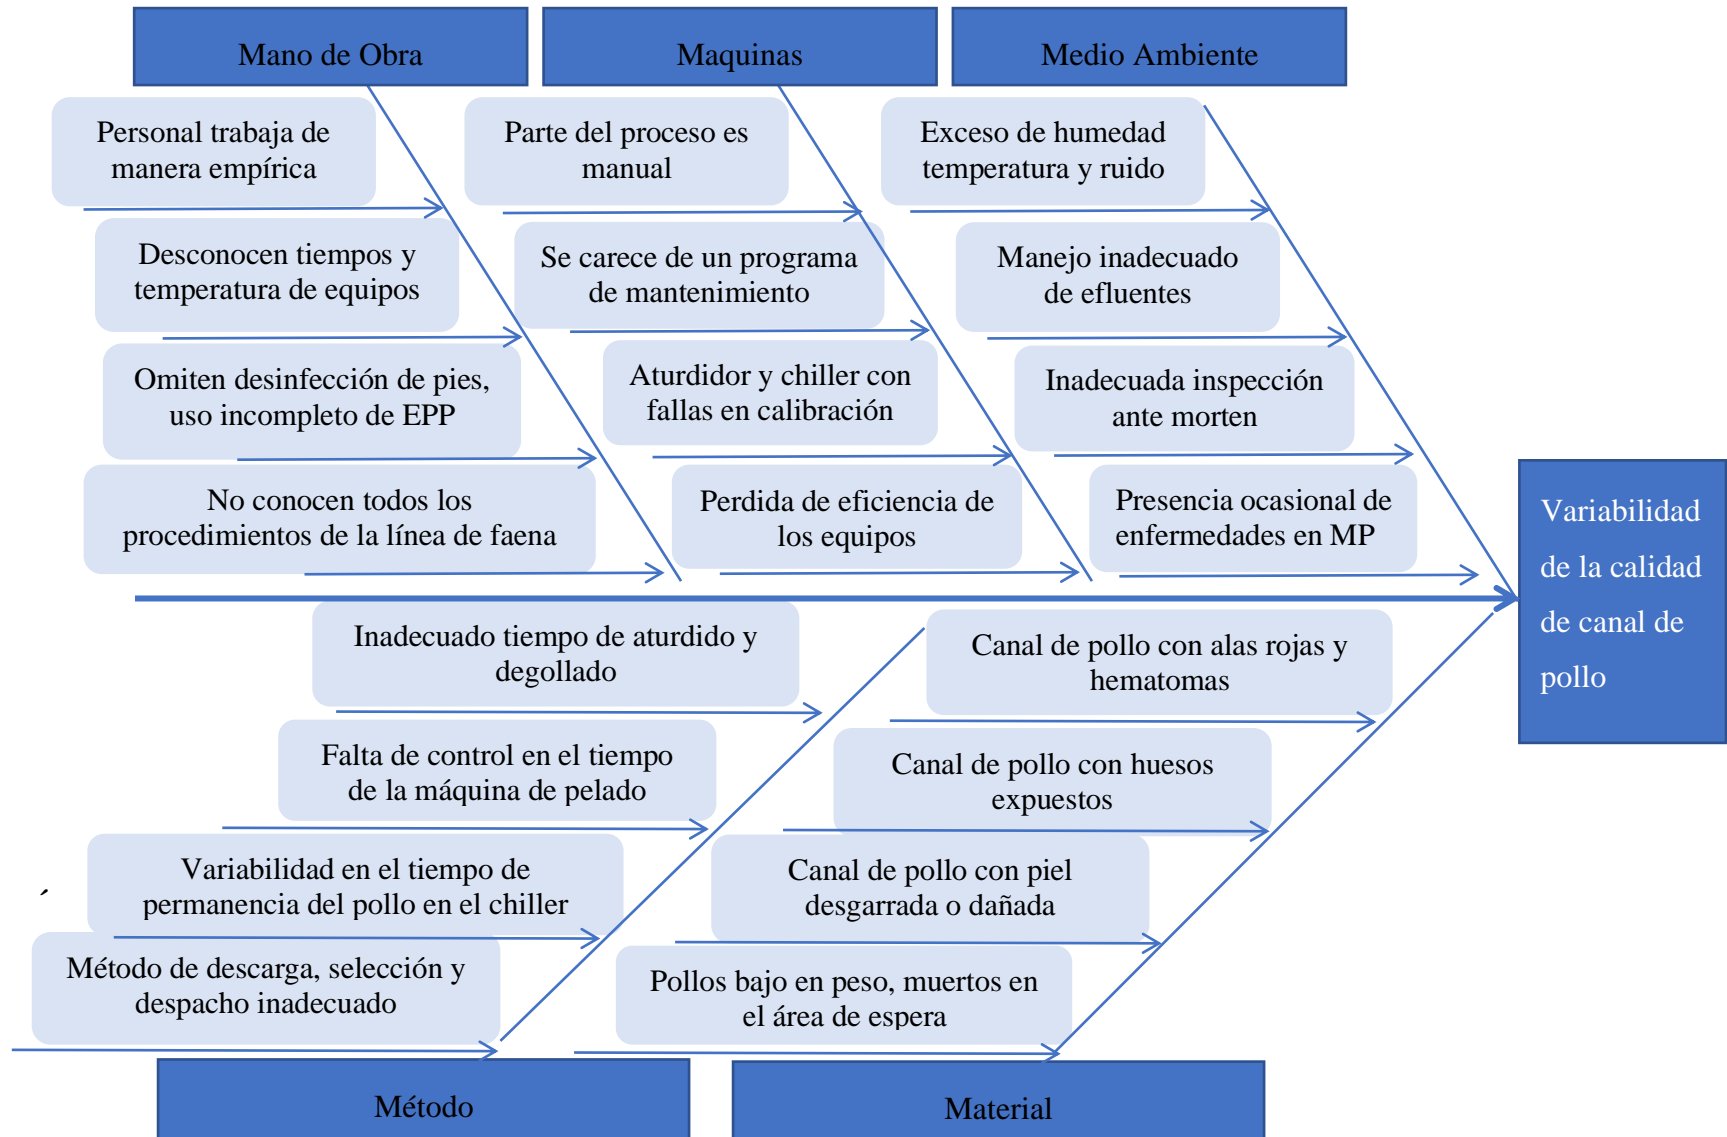 Mano de Obra
Maquinas
Medio Ambiente
Personal trabaja de
manera empírica
Parte del proceso es
manual
Exceso de humedad
temperatura y ruido
Desconocen tiempos y
temperatura de equipos
Se carece de un programa
de mantenimiento
Manejo inadecuado
de efluentes
Omiten desinfección de pies,
uso incompleto de EPP
Aturdidor y chiller con
fallas en calibración
Inadecuada inspección
ante morten
No conocen todos los
procedimientos de la línea de faena
Perdida de eficiencia de
los equipos
Presencia ocasional de
enfermedades en MP
Variabilidad
de la calidad
de canal de
pollo
Inadecuado tiempo de aturdido y
degollado
Canal de pollo con alas rojas y
hematomas
Falta de control en el tiempo
de la máquina de pelado
Canal de pollo con huesos
expuestos
Variabilidad en el tiempo de
permanencia del pollo en el chiller
Canal de pollo con piel
desgarrada o dañada
´
Método de descarga, selección y
despacho inadecuado
Pollos bajo en peso, muertos en
el área de espera
Método
Material